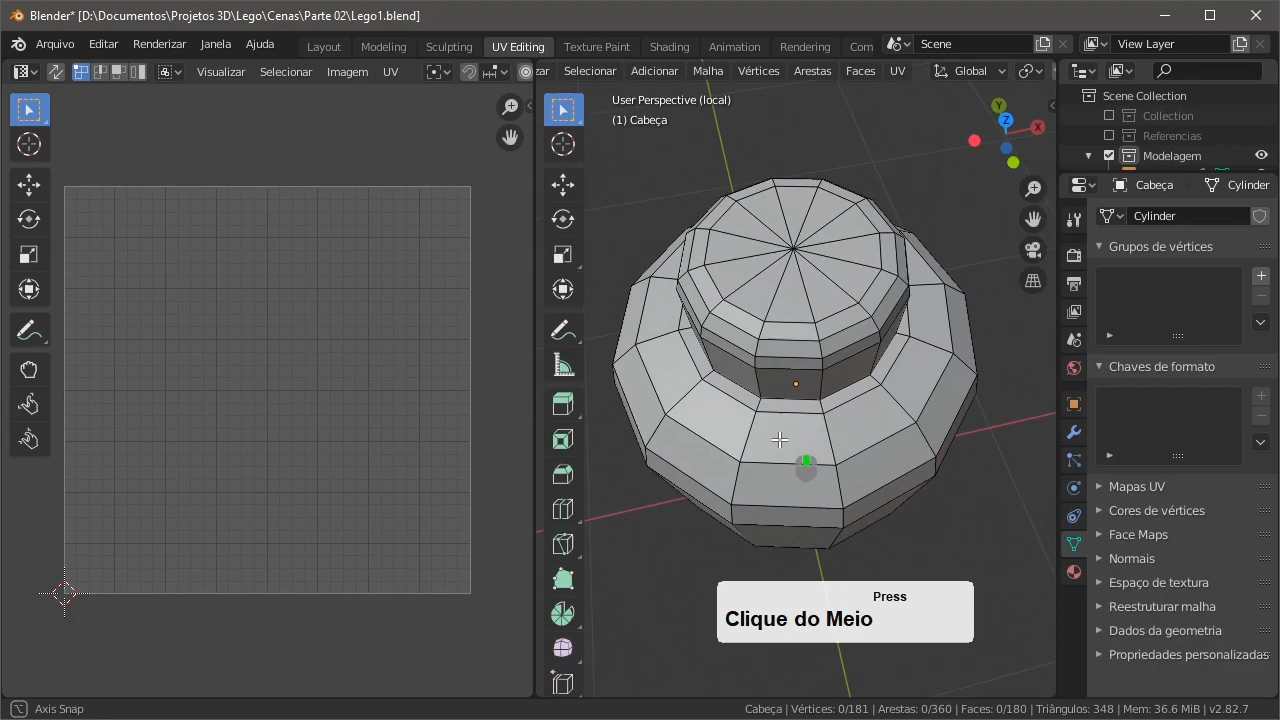 Blender* [D:\Documentos\Projetos 3D\Lego\Cenas\Parte 02\Lego1.blend]
Arquivo Editar Renderizar Janela Ajuda Layout Modeling Sculpting UV Editing Texture Paint Shading Animation Rendering Com Scene View Layer
Visualizar Selecionar Imagem UV zar Selecionar Adicionar Malha Vértices Arestas Faces UV Global
User Perspective (local)
(1) Cabeça
Y
Z
X
Scene Collection
Collection
Referencias
Modelagem
Cabeça Cylinder
Cylinder
Grupos de vértices
Chaves de formato
Mapas UV
Cores de vértices
Face Maps
Normais
Espaço de textura
Reestruturar malha
Dados da geometria
Propriedades personalizadas
Press
Clique do Meio
Axis Snap
Cabeça | Vértices: 0/181 | Arestas: 0/360 | Faces: 0/180 | Triângulos: 348 | Mem: 36.6 MiB | v2.82.7